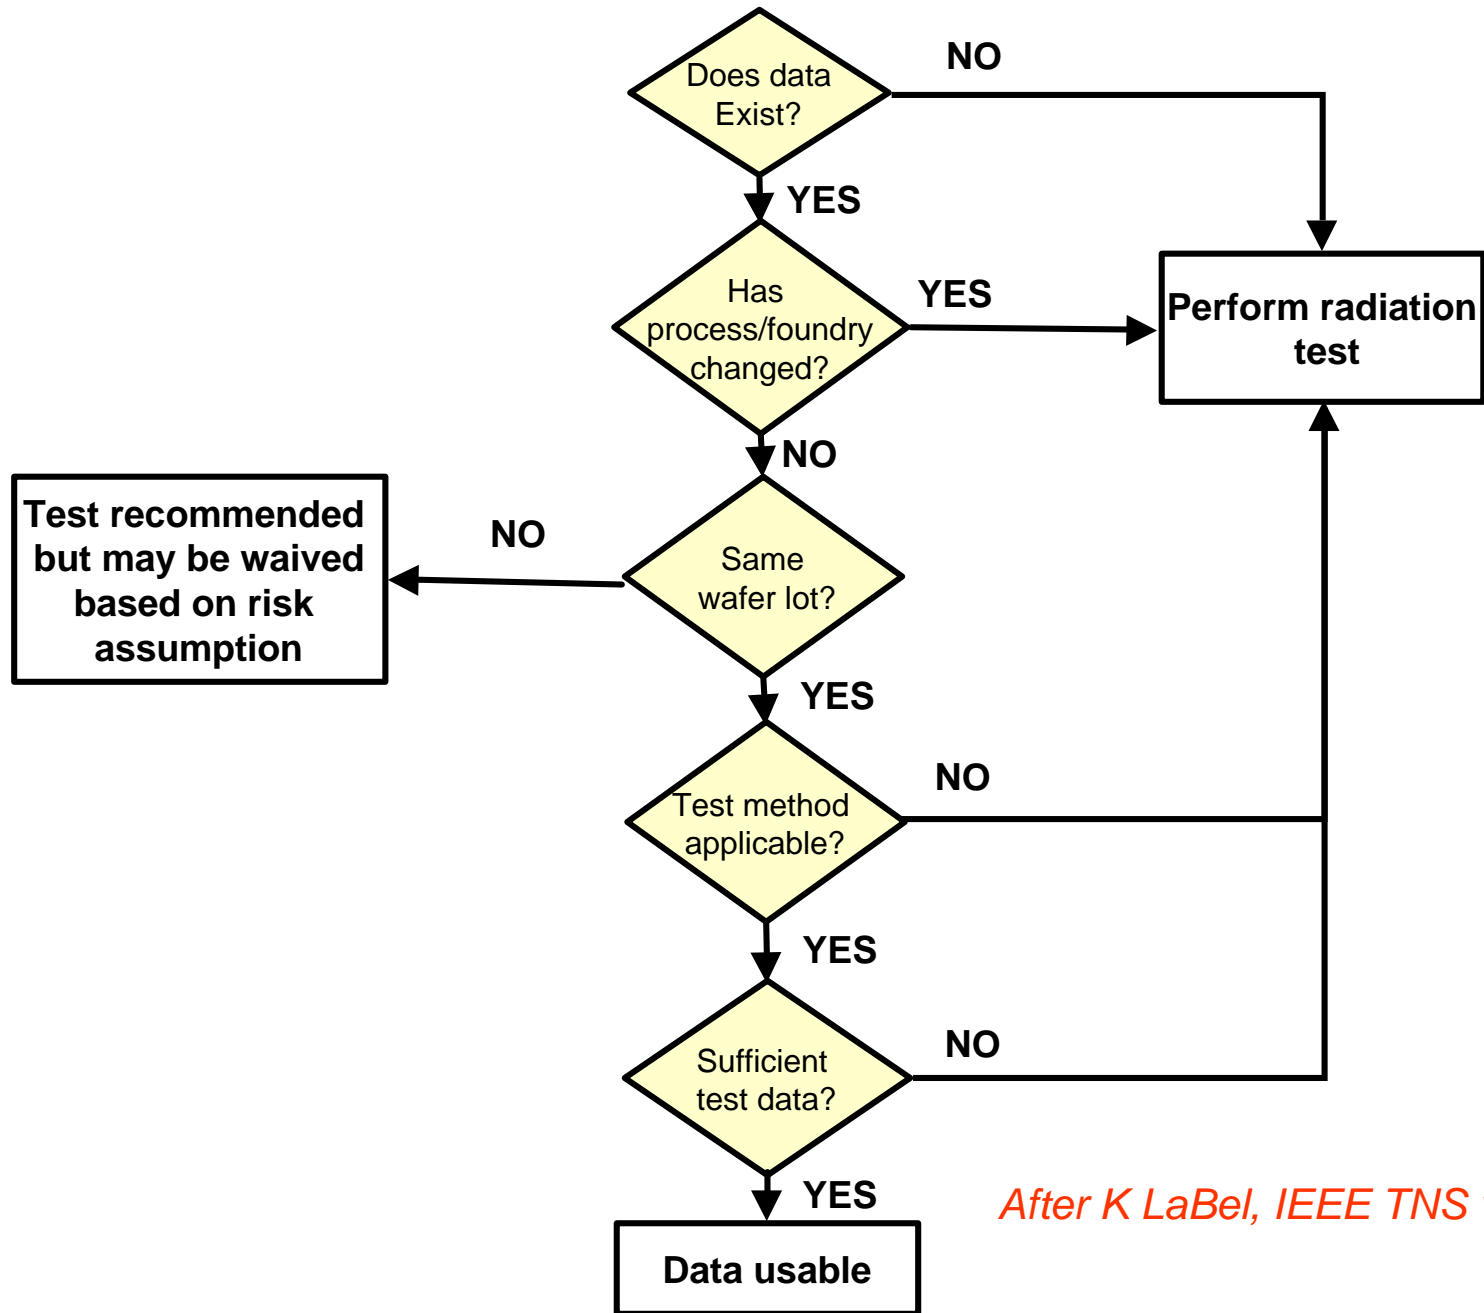 Does data
Exist?
NO
YES
Has
process/foundry
changed?
YES
Perform radiation
test
NO
Test recommended
but may be waived
based on risk
assumption
NO
Same
wafer lot?
YES
Test method
applicable?
NO
YES
Sufficient
test data?
NO
YES
After K LaBel, IEEE TNS
Data usable